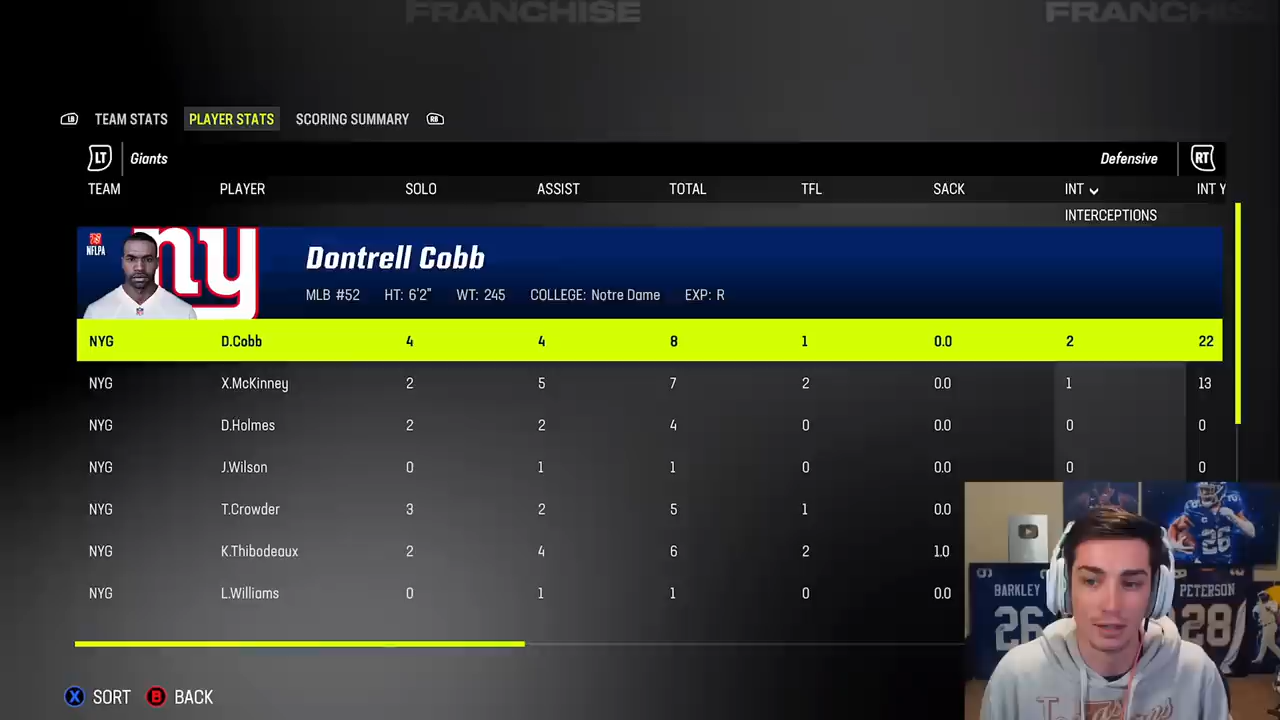 FRANCHISE FRANCHISE
LB TEAM STATS PLAYER STATS SCORING SUMMARY RB
LT Giants Defensive RT
TEAM PLAYER SOLO ASSIST TOTAL TFL SACK INT INT Y
INTERCEPTIONS
NFLPA ny Dontrell Cobb
MLB #52 HT: 6'2" WT: 245 COLLEGE: Notre Dame EXP: R
NYG D.Cobb 4 4 8 1 0.0 2 22
NYG X.McKinney 2 5 7 2 0.0 1 13
NYG D.Holmes 2 2 4 0 0.0 0 0
NYG J.Wilson 0 1 1 0 0.0 0 0
NYG T.Crowder 3 2 5 1 0.0
NYG K.Thibodeaux 2 4 6 2 1.0
NYG L.Williams 0 1 1 0 0.0
26
BARKLEY PETERSON
26 28
X SORT B BACK